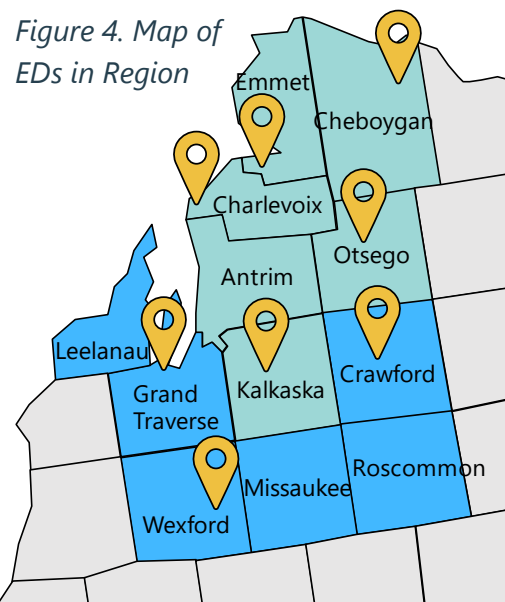 Figure 4. Map of
EDs in Region
Emmet
Cheboygan
Charlevoix
Otsego
Antrim
Leelanau
Crawford
Kalkaska
Grand
Traverse
Roscommon
Missaukee
Wexford